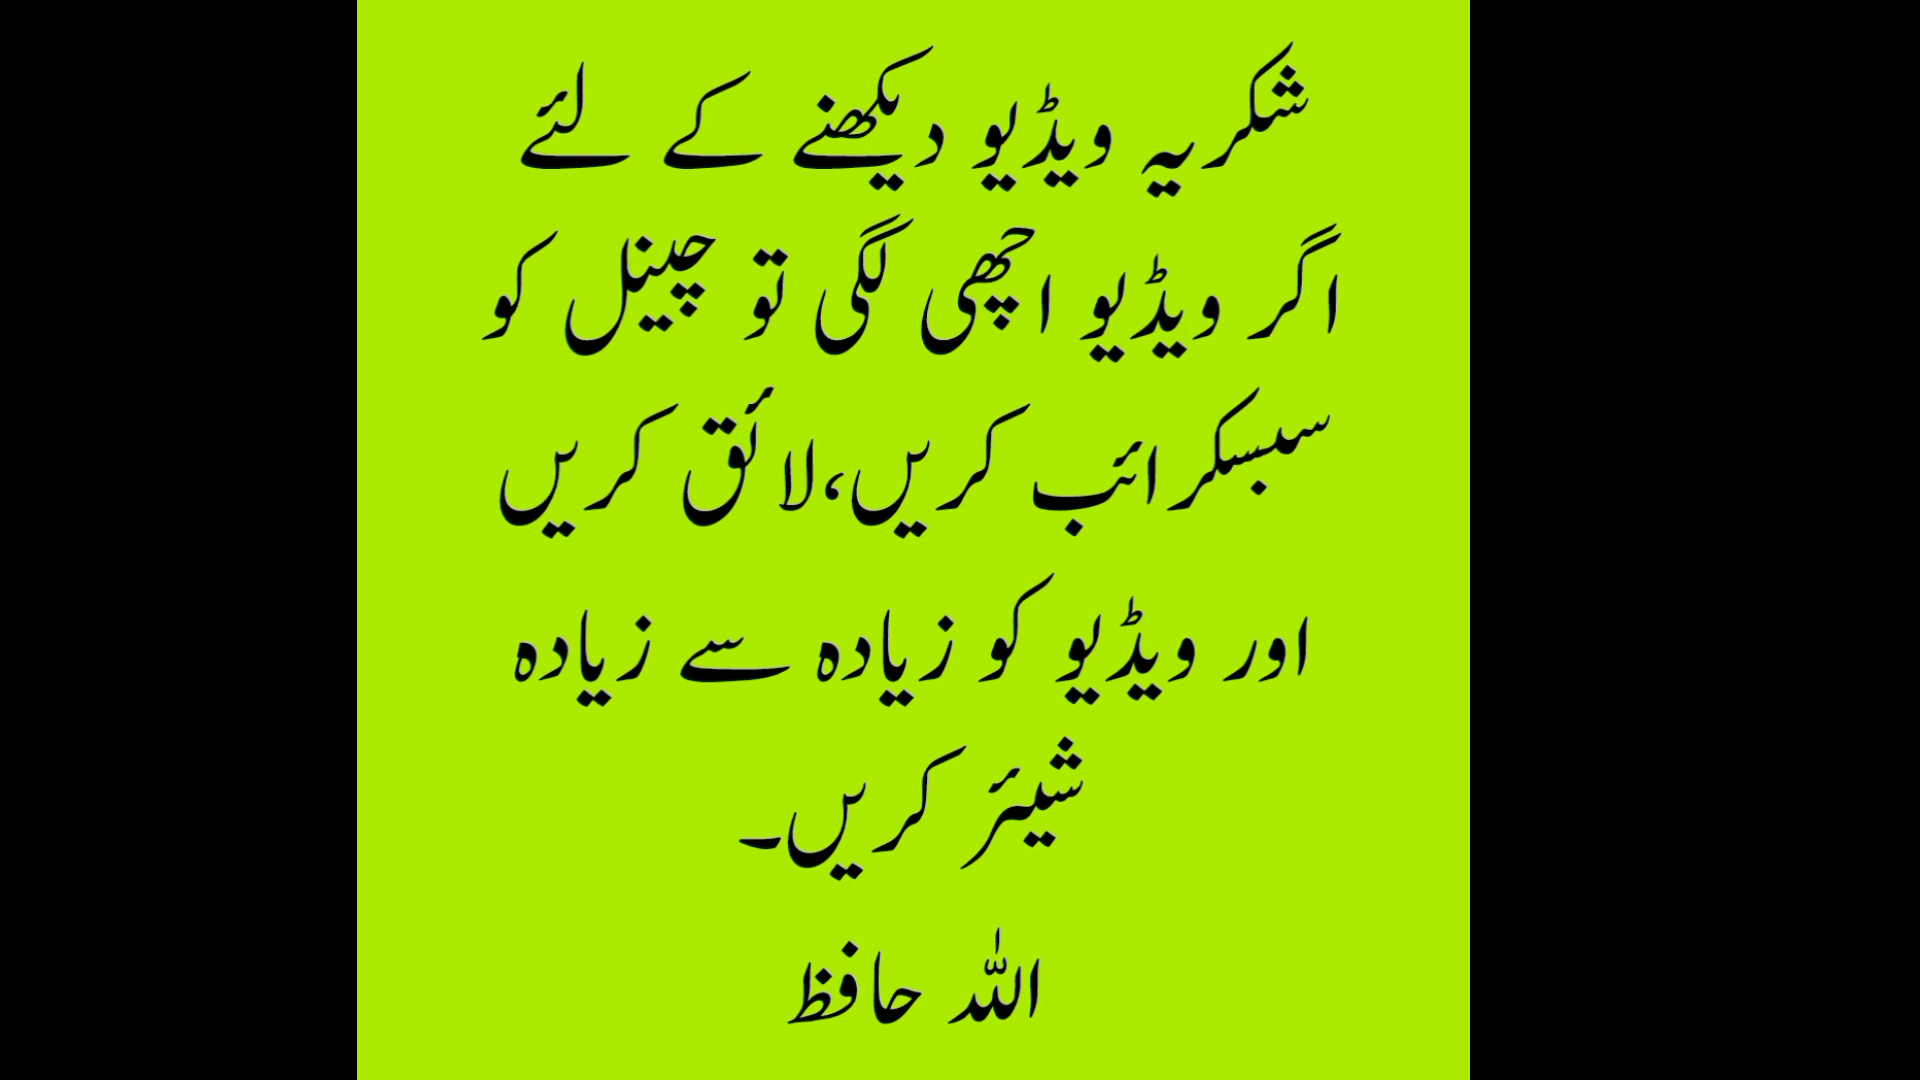 شکریہ ویڈیو دیکھنے کے لئے
اگر ویڈیو اچھی لگی تو چینل کو
سبسکرائب کریں،لائق کریں
اور ویڈیو کو زیادہ سے زیادہ
شیئر کریں۔
اللہ حافظ